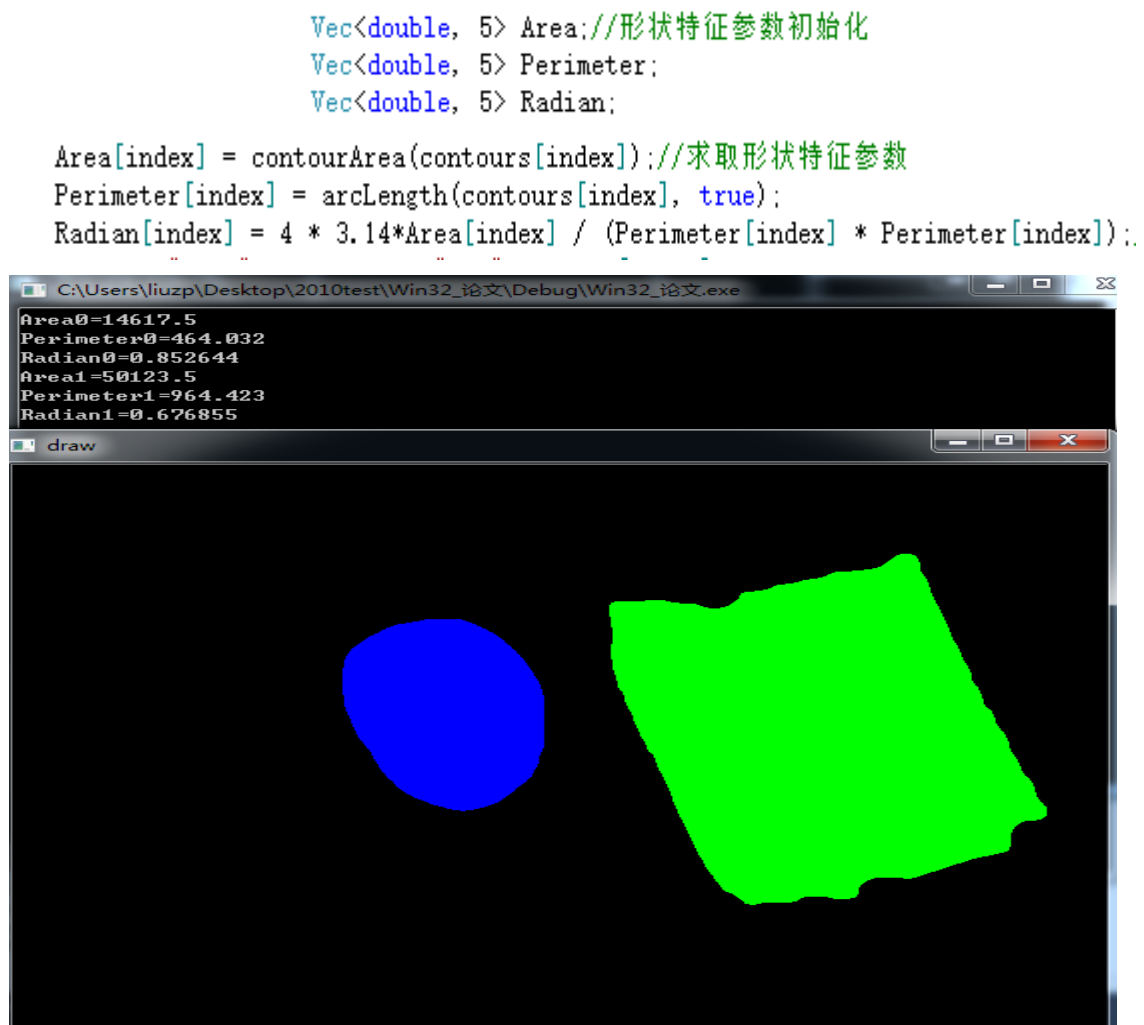 Vec<double, 5> Area;//形状特征参数初始化
Vec<double, 5> Perimeter;
Vec<double, 5> Radian;
Area[index] = contourArea(contours[index]);//求取形状特征参数
Perimeter[index] = arcLength(contours[index], true);
Radian[index] = 4 * 3.14*Area[index] / (Perimeter[index] * Perimeter[index]);
C:\Users\liuzp\Desktop\2010test\Win32_论文\Debug\Win32_论文.exe
Area0=14617.5
Perimeter0=464.032
Radian0=0.852644
Area1=50123.5
Perimeter1=964.423
Radian1=0.676855
draw